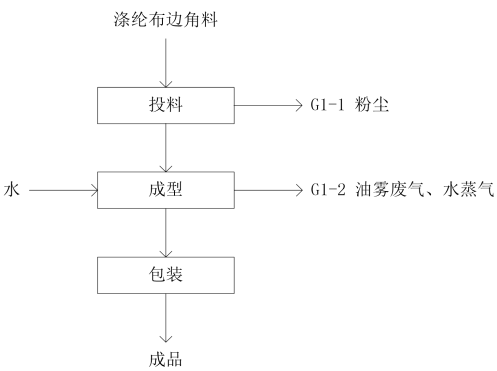 涤纶布边角料
投料
G1-1 粉尘
水
成型
G1-2 油雾废气、水蒸气
包装
成品